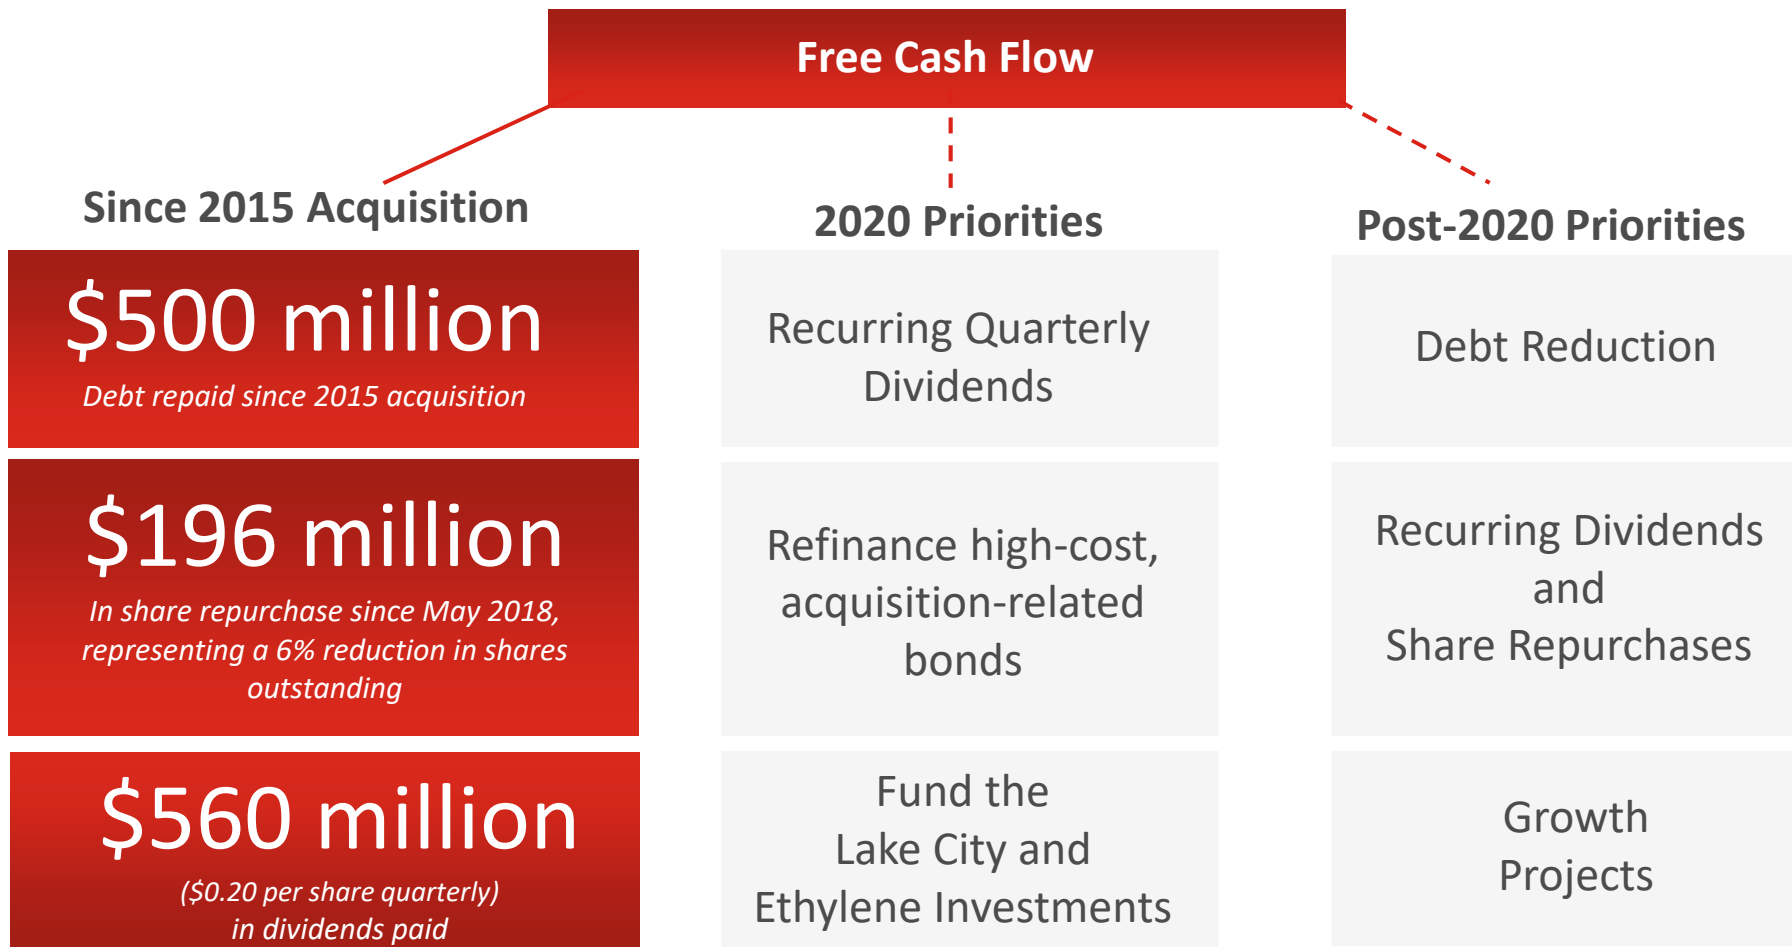 Free Cash Flow
Since 2015 Acquisition
$500 million
Debt repaid since 2015 acquisition
$196 million
In share repurchase since May 2018,
representing a 6% reduction in shares
outstanding
$560 million
($0.20 per share quarterly)
in dividends paid
2020 Priorities
Recurring Quarterly
Dividends
Refinance high-cost,
acquisition-related
bonds
Fund the
Lake City and
Ethylene Investments
Post-2020 Priorities
Debt Reduction
Recurring Dividends
and
Share Repurchases
Growth
Projects